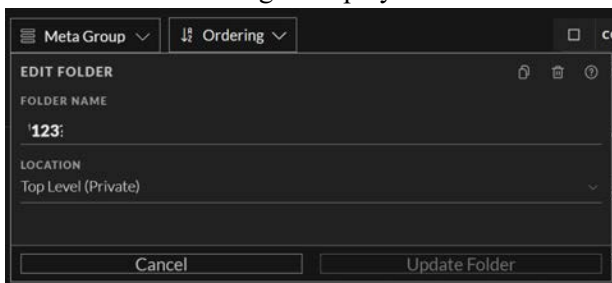 Meta Group
Ordering
EDIT FOLDER
FOLDER NAME
123
LOCATION
Top Level (Private)
Cancel
Update Folder